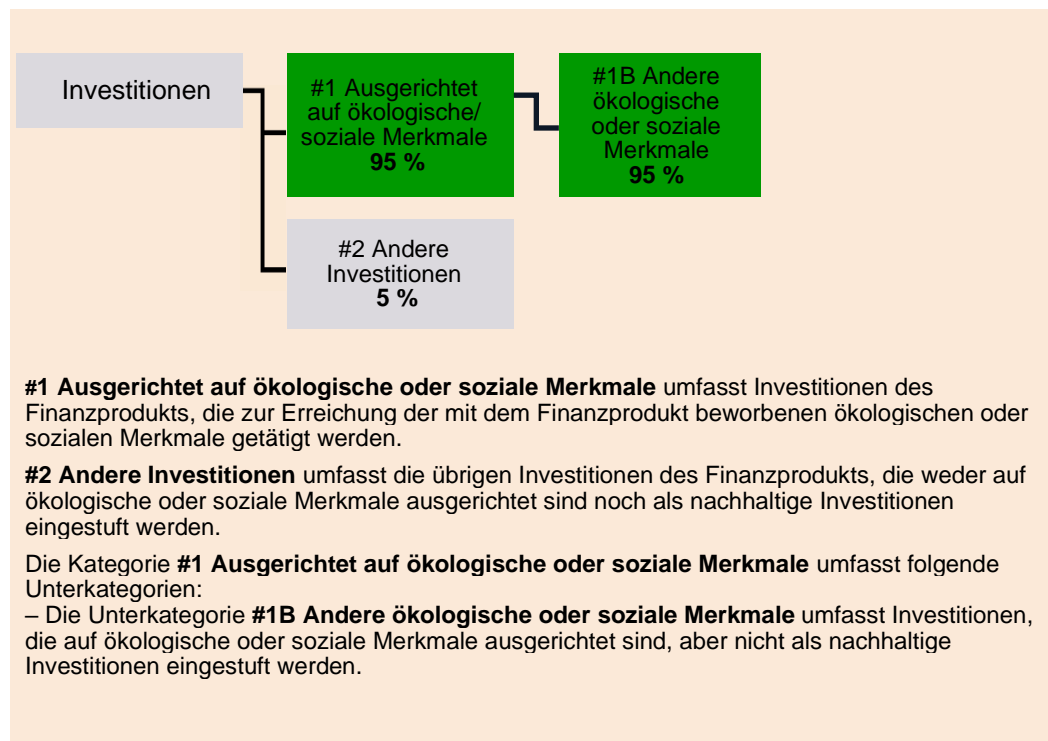 Investitionen
#1 Ausgerichtet
auf ökologische/
soziale Merkmale
95 %
#1B Andere
ökologische
oder soziale
Merkmale
95 %
#2 Andere
Investitionen
5 %
#1 Ausgerichtet auf ökologische oder soziale Merkmale umfasst Investitionen des
Finanzprodukts, die zur Erreichung der mit dem Finanzprodukt beworbenen ökologischen oder
sozialen Merkmale getätigt werden.
#2 Andere Investitionen umfasst die übrigen Investitionen des Finanzprodukts, die weder auf
ökologische oder soziale Merkmale ausgerichtet sind noch als nachhaltige Investitionen
eingestuft werden.
Die Kategorie #1 Ausgerichtet auf ökologische oder soziale Merkmale umfasst folgende
Unterkategorien:
– Die Unterkategorie #1B Andere ökologische oder soziale Merkmale umfasst Investitionen,
die auf ökologische oder soziale Merkmale ausgerichtet sind, aber nicht als nachhaltige
Investitionen eingestuft werden.